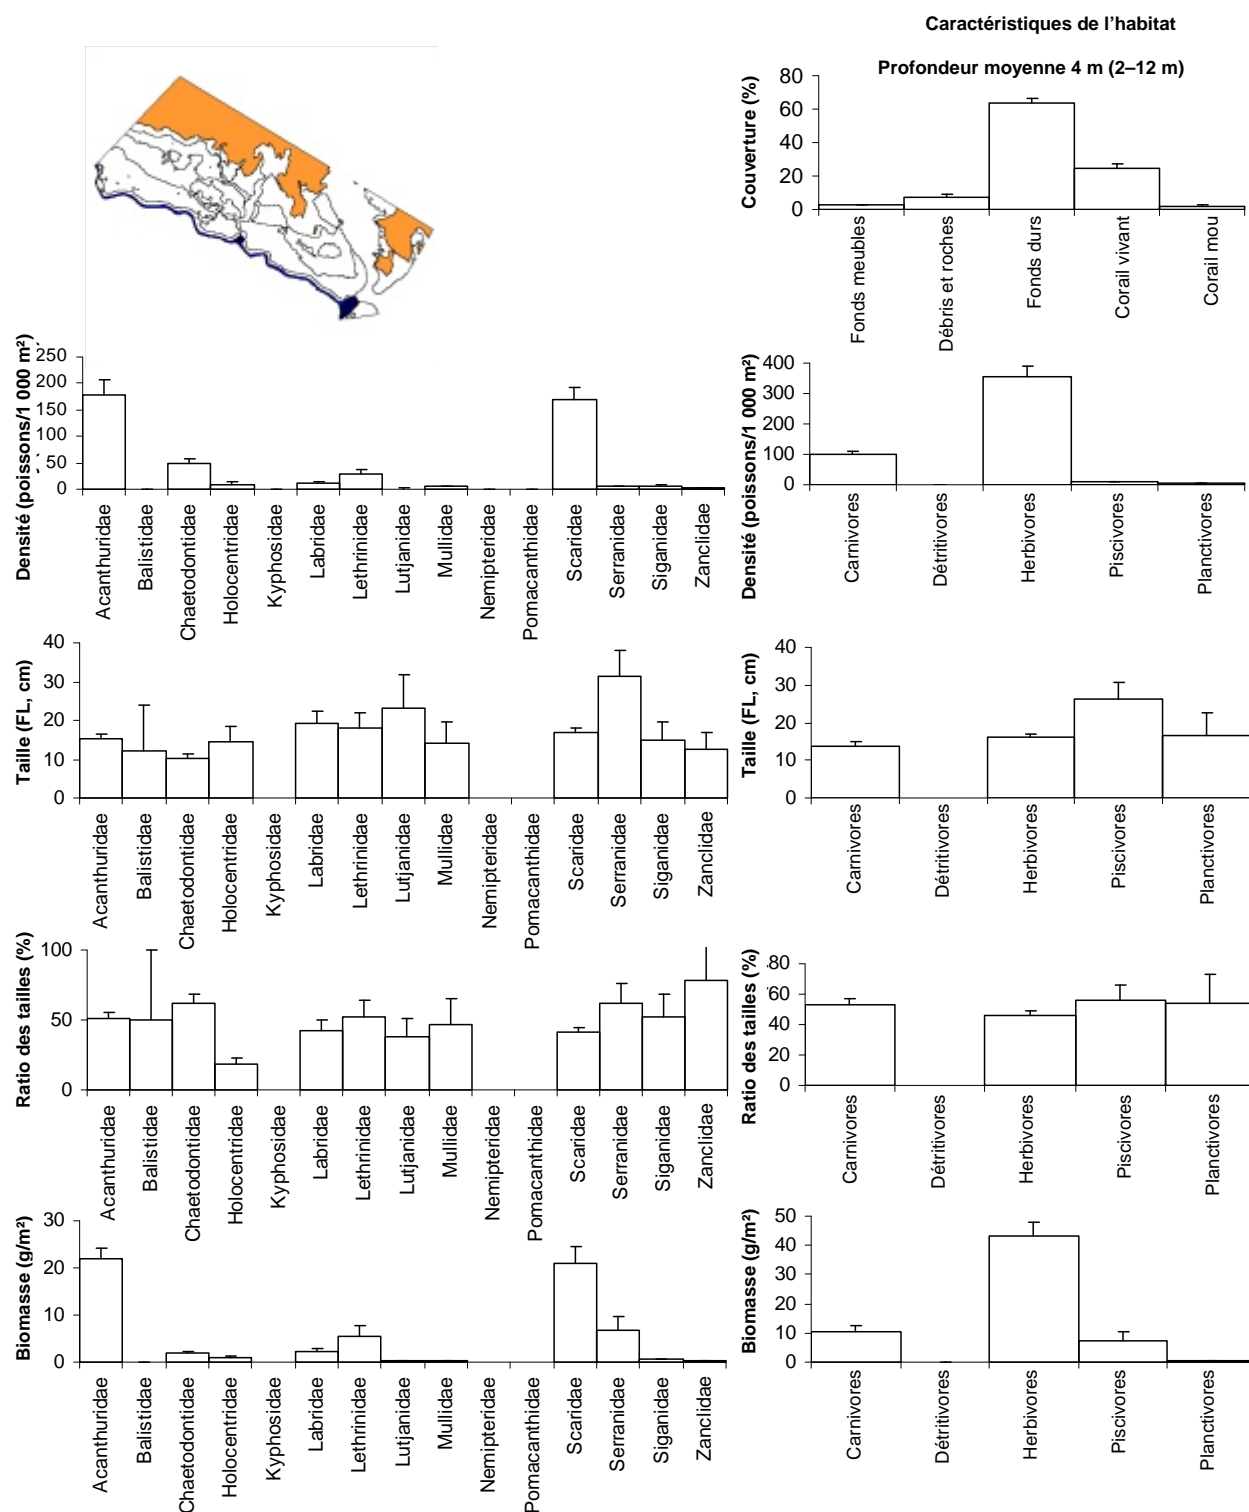 Caractéristiques de l'habitat
Profondeur moyenne 4 m (2–12 m)
Couverture (%)
80
60
40
20
0
Fonds meubles
Débris et roches
Fonds durs
Corail vivant
Corail mou
Densité (poissons/1 000 m²)
250
200
150
100
50
0
Acanthuridae
Balistidae
Chaetodontidae
Holocentridae
Kyphosidae
Labridae
Lethrinidae
Lutjanidae
Mullidae
Nemipteridae
Pomacanthidae
Scaridae
Serranidae
Siganidae
Zanclidae
Densité (poissons/1 000 m²)
400
300
200
100
0
Carnivores
Détritivores
Herbivores
Piscivores
Planctivores
Taille (FL, cm)
40
30
20
10
0
Acanthuridae
Balistidae
Chaetodontidae
Holocentridae
Kyphosidae
Labridae
Lethrinidae
Lutjanidae
Mullidae
Nemipteridae
Pomacanthidae
Scaridae
Serranidae
Siganidae
Zanclidae
Taille (FL, cm)
40
30
20
10
0
Carnivores
Détritivores
Herbivores
Piscivores
Planctivores
Ratio des tailles (%)
100
50
0
Acanthuridae
Balistidae
Chaetodontidae
Holocentridae
Kyphosidae
Labridae
Lethrinidae
Lutjanidae
Mullidae
Nemipteridae
Pomacanthidae
Scaridae
Serranidae
Siganidae
Zanclidae
Ratio des tailles (%)
80
60
40
20
0
Carnivores
Détritivores
Herbivores
Piscivores
Planctivores
Biomasse (g/m²)
30
20
10
0
Acanthuridae
Balistidae
Chaetodontidae
Holocentridae
Kyphosidae
Labridae
Lethrinidae
Lutjanidae
Mullidae
Nemipteridae
Pomacanthidae
Scaridae
Serranidae
Siganidae
Zanclidae
Biomasse (g/m²)
50
40
30
20
10
0
Carnivores
Détritivores
Herbivores
Piscivores
Planctivores